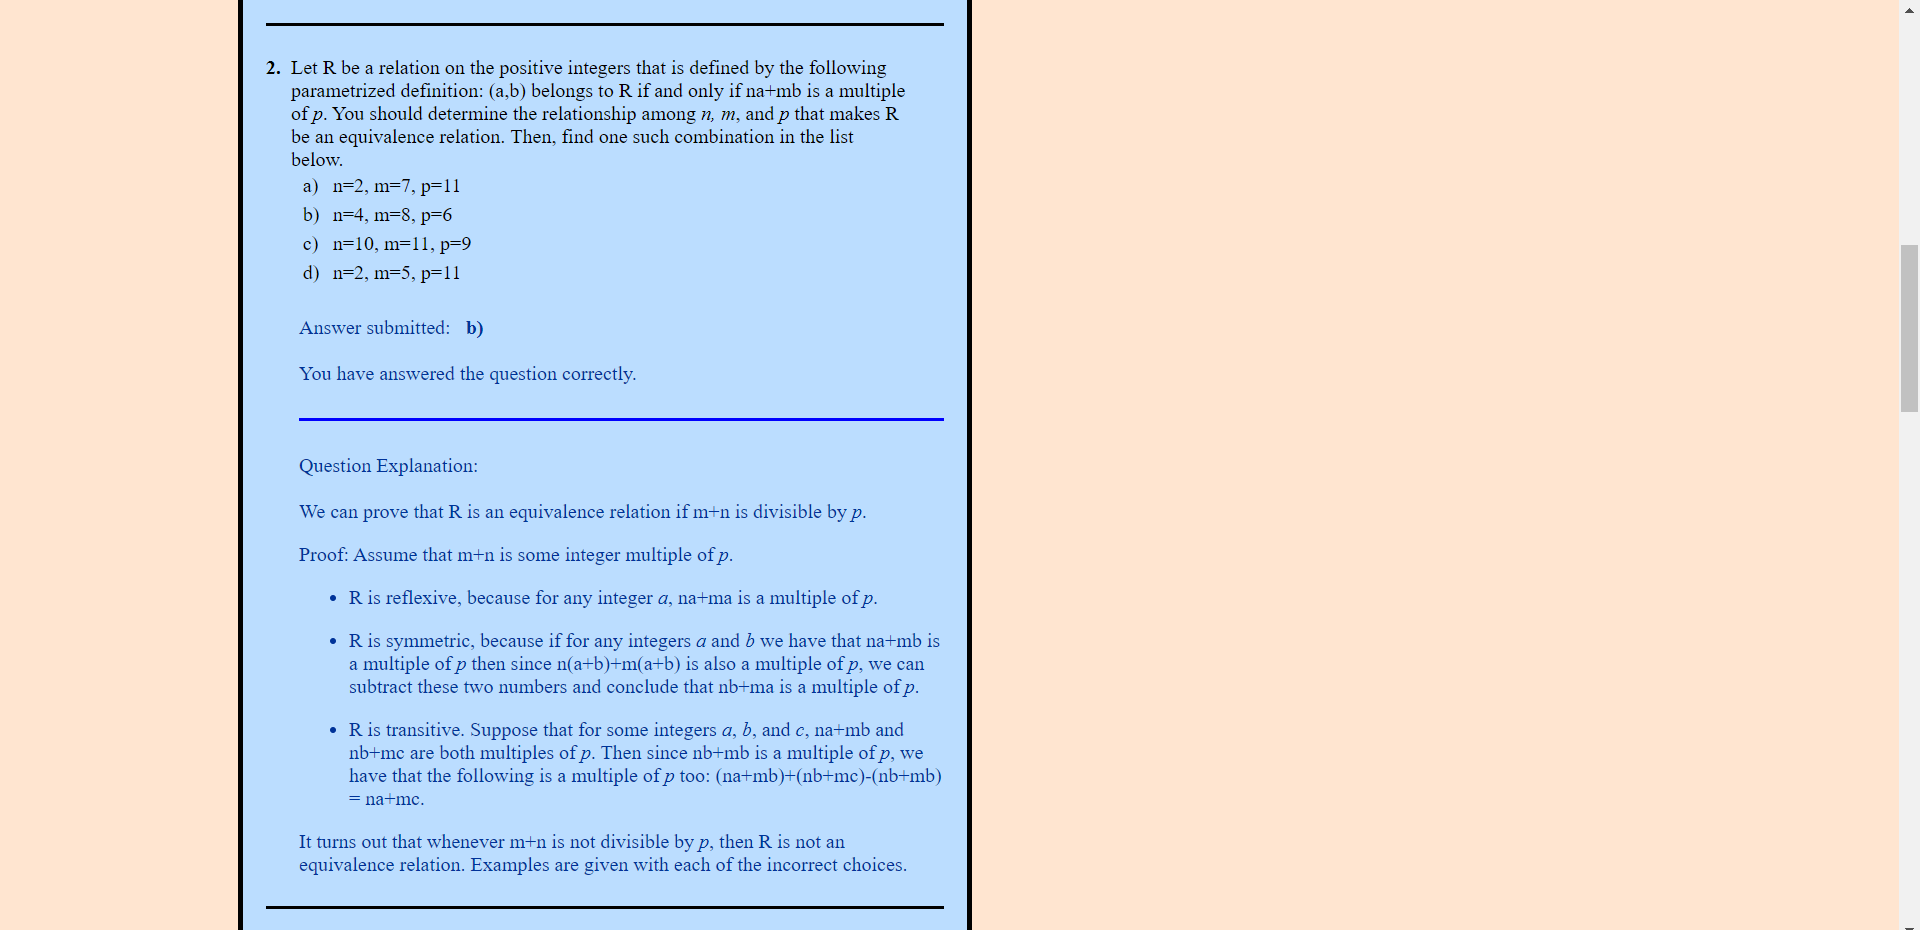 2. Let R be a relation on the positive integers that is defined by the following
parametrized definition: (a,b) belongs to R if and only if na+mb is a multiple
of p. You should determine the relationship among n, m, and p that makes R
be an equivalence relation. Then, find one such combination in the list
below.
a) n=2, m=7, p=11
b) n=4, m=8, p=6
c) n=10, m=11, p=9
d) n=2, m=5, p=11
Answer submitted: b)
You have answered the question correctly.
Question Explanation:
We can prove that R is an equivalence relation if m+n is divisible by p.
Proof: Assume that m+n is some integer multiple of p.
• R is reflexive, because for any integer a, na+ma is a multiple of p.
• R is symmetric, because if for any integers a and b we have that na+mb is
a multiple of p then since n(a+b)+m(a+b) is also a multiple of p, we can
subtract these two numbers and conclude that nb+ma is a multiple of p.
• R is transitive. Suppose that for some integers a, b, and c, na+mb and
nb+mc are both multiples of p. Then since nb+mb is a multiple of p, we
have that the following is a multiple of p too: (na+mb)+(nb+mc)-(nb+mb)
= na+mc.
It turns out that whenever m+n is not divisible by p, then R is not an
equivalence relation. Examples are given with each of the incorrect choices.